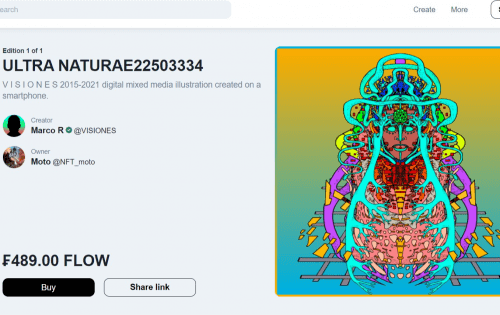 earch
Create More
Edition 1 of 1
ULTRA NATURAE22503334
V I S I O N E S 2015-2021 digital mixed media illustration created on a
smartphone.
Creator
Marco R @VISIONES
Owner
Moto @NFT_moto
₣489.00 FLOW
Buy
Share link